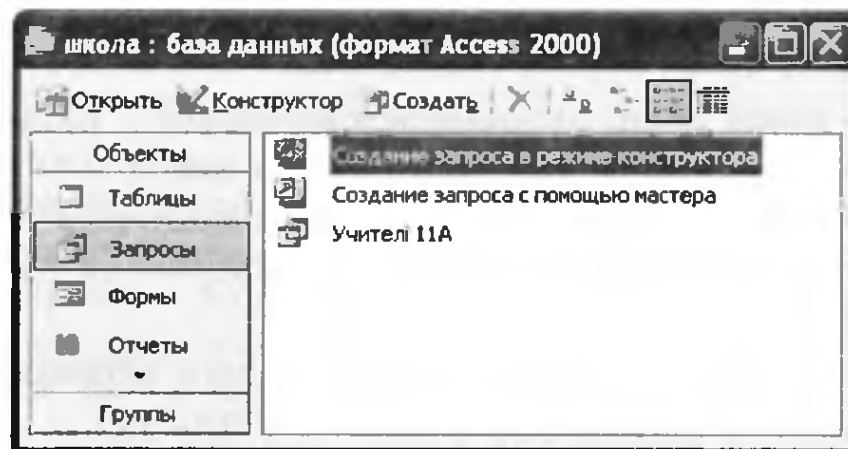 школа : база данных (формат Access 2000)
Открыть Конструктор Создать
Объекты
Таблицы
Запросы
Формы
Отчеты
Группы
Создание запроса в режиме конструктора
Создание запроса с помощью мастера
Учителі 11А